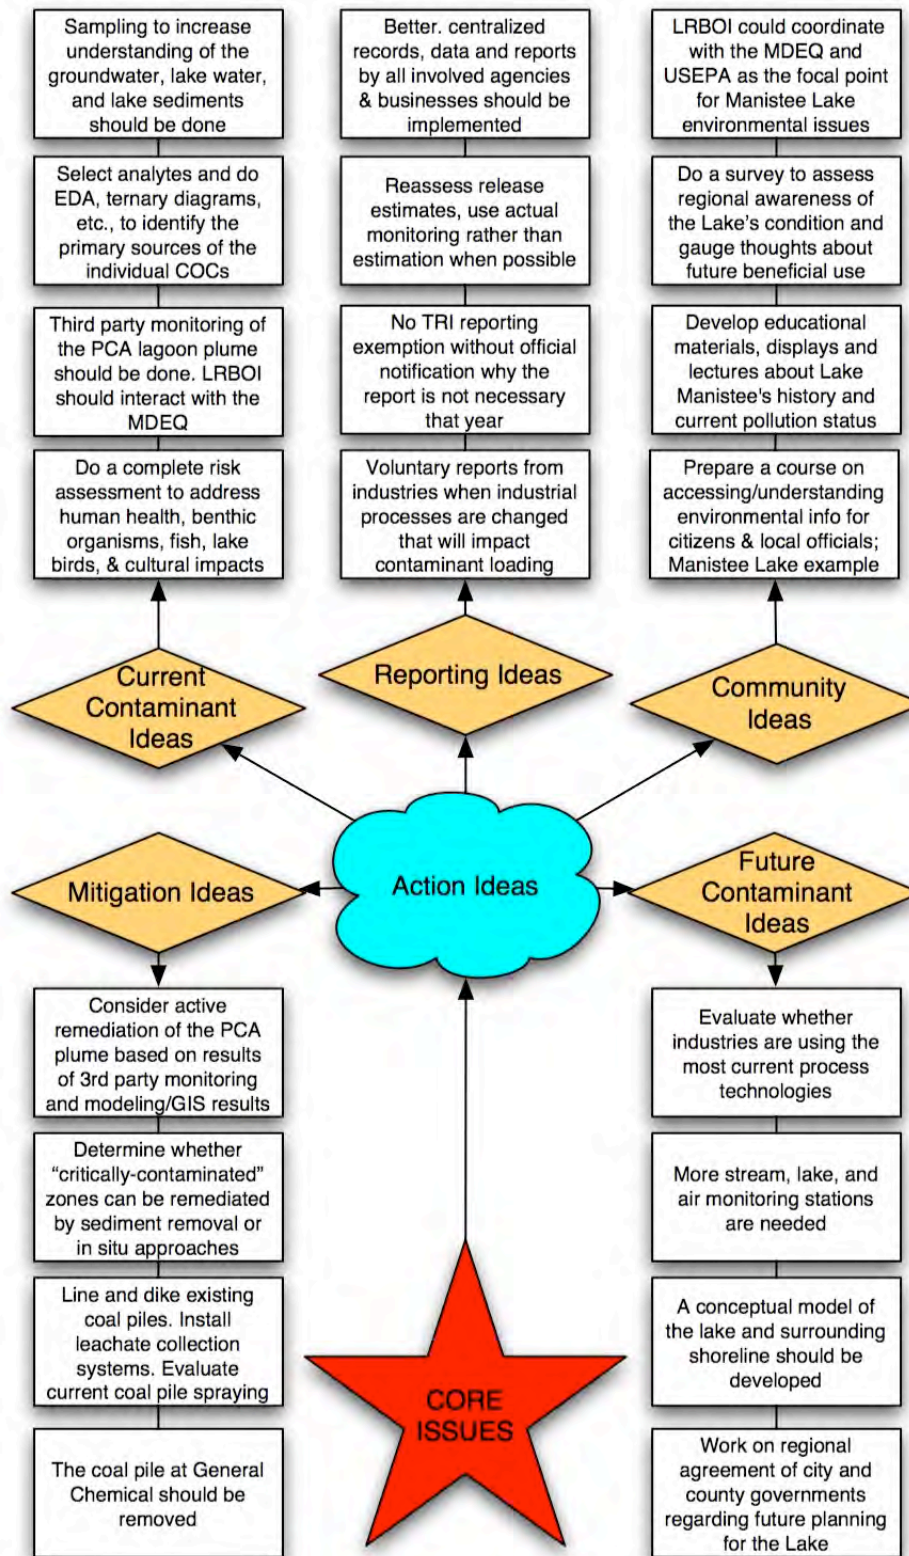 Sampling to increase
understanding of the
groundwater, lake water,
and lake sediments
should be done
Select analytes and do
EDA, ternary diagrams,
etc., to identify the
primary sources of the
individual COCs
Third party monitoring of
the PCA lagoon plume
should be done. LRBOI
should interact with the
MDEQ
Do a complete risk
assessment to address
human health, benthic
organisms, fish, lake
birds, & cultural impacts
Better. centralized
records, data and reports
by all involved agencies
& businesses should be
implemented
Reassess release
estimates, use actual
monitoring rather than
estimation when possible
No TRI reporting
exemption without official
notification why the
report is not necessary
that year
Voluntary reports from
industries when industrial
processes are changed
that will impact
contaminant loading
LRBOI could coordinate
with the MDEQ and
USEPA as the focal point
for Manistee Lake
environmental issues
Do a survey to assess
regional awareness of
the Lake's condition and
gauge thoughts about
future beneficial use
Develop educational
materials, displays and
lectures about Lake
Manistee's history and
current pollution status
Prepare a course on
accessing/understanding
environmental info for
citizens & local officials;
Manistee Lake example
Current
Contaminant
Ideas
Reporting Ideas
Community
Ideas
Mitigation Ideas
Action Ideas
Future
Contaminant
Ideas
Consider active
remediation of the PCA
plume based on results
of 3rd party monitoring
and modeling/GIS results
Determine whether
“critically-contaminated”
zones can be remediated
by sediment removal or
in situ approaches
Line and dike existing
coal piles. Install
leachate collection
systems. Evaluate
current coal pile spraying
The coal pile at General
Chemical should be
removed
CORE
ISSUES
Evaluate whether
industries are using the
most current process
technologies
More stream, lake, and
air monitoring stations
are needed
A conceptual model of
the lake and surrounding
shoreline should be
developed
Work on regional
agreement of city and
county governments
regarding future planning
for the Lake